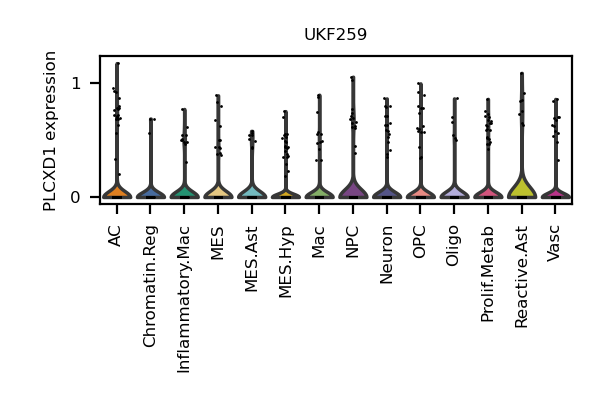 UKF259
PLCXD1 expression
1
0
AC
Chromatin.Reg
Inflammatory.Mac
MES
MES.Ast
MES.Hyp
Mac
NPC
Neuron
OPC
Oligo
Prolif.Metab
Reactive.Ast
Vasc